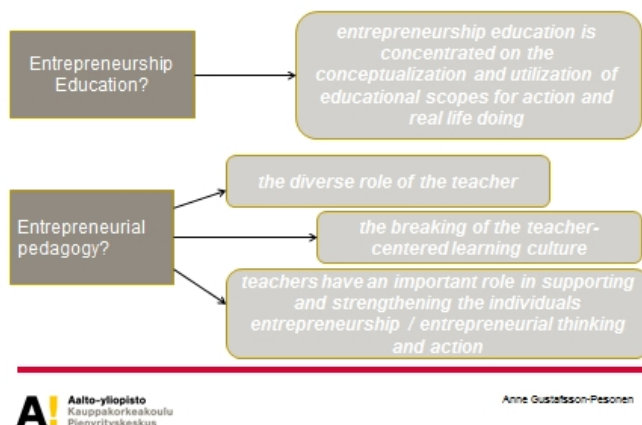 Entrepreneurship
Education?
entrepreneurship education is
concentrated on the
conceptualization and utilization of
educational scopes for action and
real life doing
Entrepreneurial
pedagogy?
the diverse role of the teacher
the breaking of the teacher-
centered learning culture
teachers have an important role in supporting
and strengthening the individuals
entrepreneurship / entrepreneurial thinking
and action
A!
Aalto-yliopisto
Kauppakorkeakoulu
Pienyrityskeskus
Anne Gustafsson-Pesonen